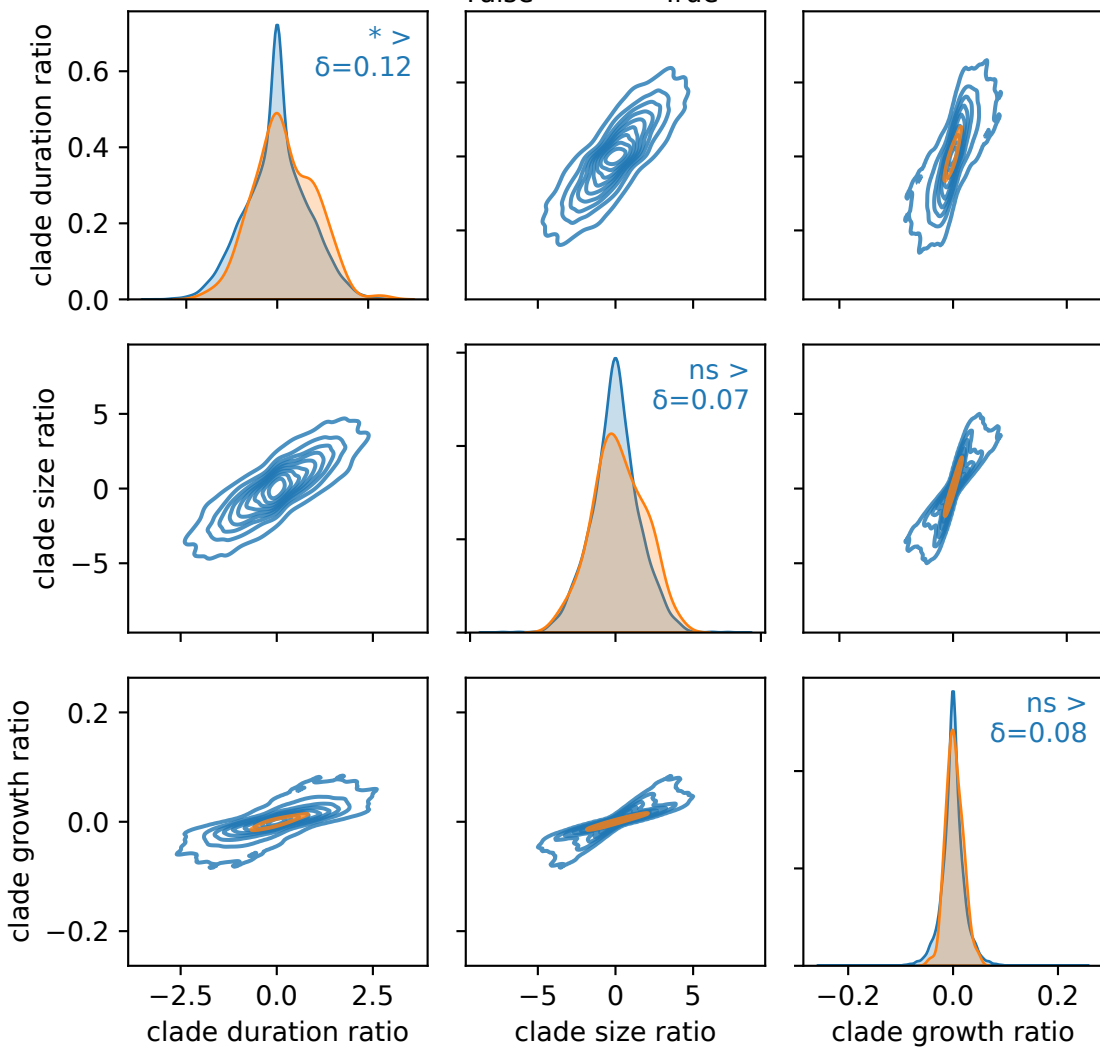 True
clade duration ratio
0.6
0.4
0.2
0.0
* >
δ=0.12
clade size ratio
5
0
−5
ns >
δ=0.07
clade growth ratio
0.2
0.0
−0.2
ns >
δ=0.08
−2.5 0.0 2.5
−5 0 5
−0.2 0.0 0.2
clade duration ratio
clade size ratio
clade growth ratio